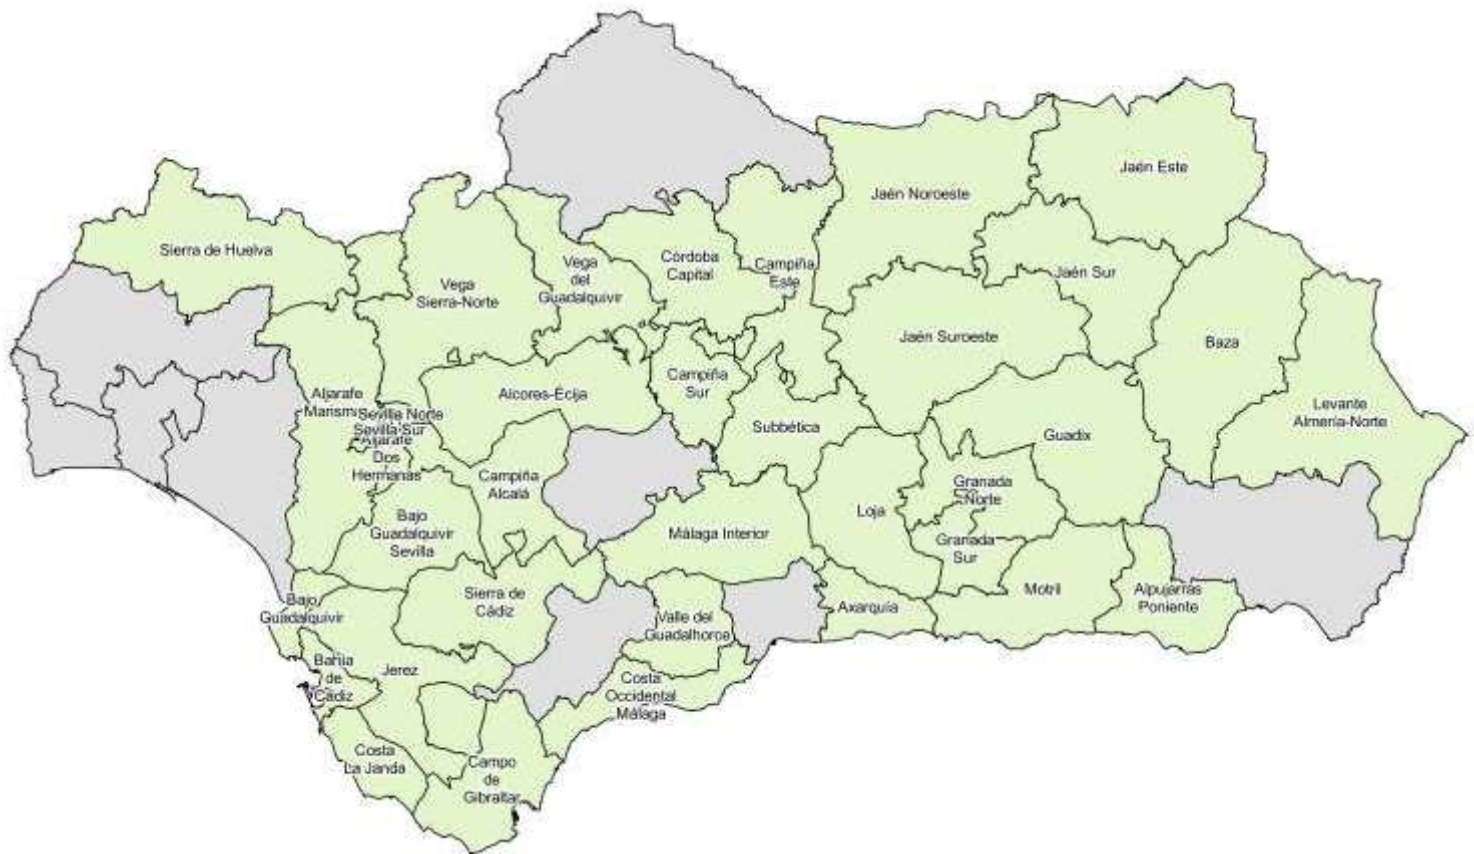 Jaén Este
Jaén Noroeste
Sierra de Huelva
Córdoba
Capital
Vega
del
Guadalquivir
Campiña
Este
Jaén Sur
Vega
Sierra-Norte
Jaén Suroeste
Baza
Aljarafe
Marisma
Sevilla Norte
Sevilla Sur
Alcores-Écija
Campiña
Sur
Levante
Almería-Norte
Subbética
Guadix
Aljarafe
Dos
Hermanas
Campiña
Alcalá
Granada
Norte
Loja
Bajo
Guadalquivir
Sevilla
Málaga Interior
Granada
Sur
Sierra de
Cádiz
Motril
Alpujarras
Poniente
Bajo
Guadalquivir
Axarquía
Valle del
Guadalhorce
Bahía
de
Cádiz
Jerez
Costa
Occidental
Málaga
Costa
La Janda
Campo
de
Gibraltar